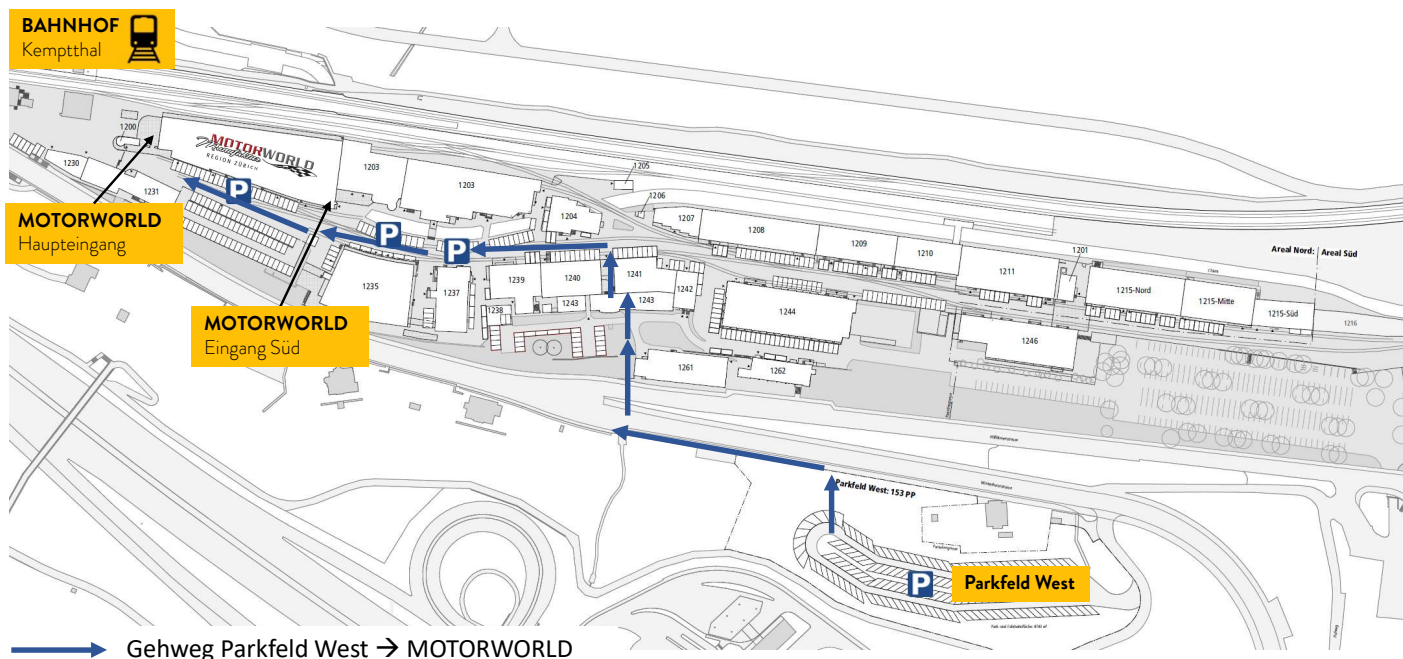 BAHNHOF
Kemptthal
1200
MOTORWORLD
Manufaktur
REGION ZÜRICH
1203
1203
1205
1206
1230
1231
P
P
P
1204
1207
1208
1209
1210
1201
Areal Nord: Areal Süd
1211
1215-Nord
1215-Mitte
1215-Süd
1216
MOTORWORLD
Haupteingang
1235
1237
1239
1240
1241
1242
1238
1243
1243
1244
1246
MOTORWORLD
Eingang Süd
1261
1262
Parkfeld West: 153 PP
P
Parkfeld West
Gehweg Parkfeld West → MOTORWORLD